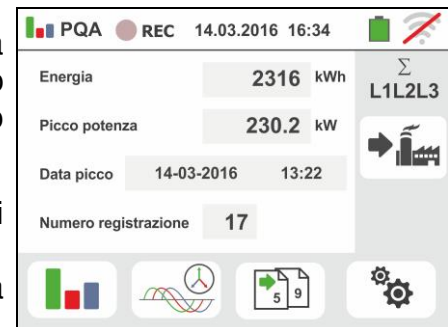 PQA REC 14.03.2016 16:34
Energia 2316 kWh
Σ
L1L2L3
Picco potenza 230.2 kW
Data picco 14-03-2016 13:22
Numero registrazione 17
5 9
a
o
o
i
a